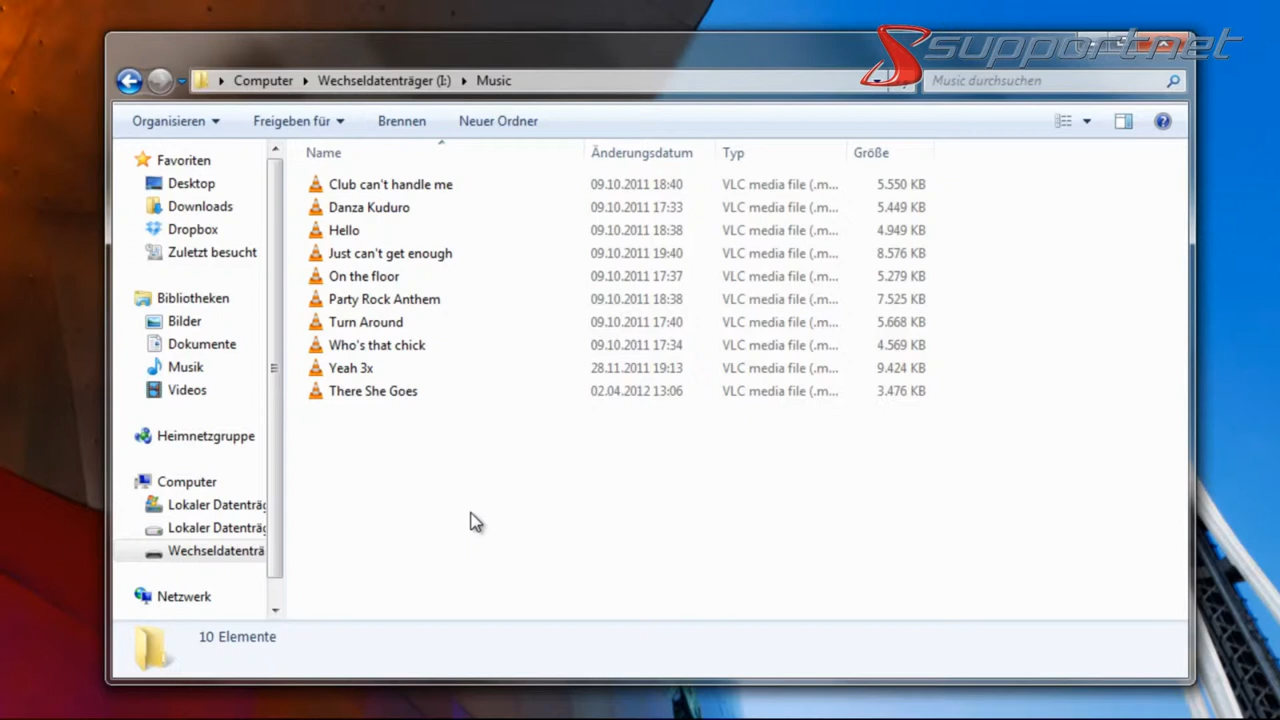 supportnet
Computer Wechseldatenträger (I:) Music Music durchsuchen
Organisieren Freigeben für Brennen Neuer Ordner
Name Änderungsdatum Typ Größe
Favoriten
Desktop
Downloads
Dropbox
Zuletzt besucht
Bibliotheken
Bilder
Dokumente
Musik
Videos
Heimnetzgruppe
Computer
Lokaler Datenträg
Lokaler Datenträg
Wechseldatenträ
Netzwerk
Club can't handle me 09.10.2011 18:40 VLC media file (.m... 5.550 KB
Danza Kuduro 09.10.2011 17:33 VLC media file (.m... 5.449 KB
Hello 09.10.2011 18:38 VLC media file (.m... 4.949 KB
Just can't get enough 09.10.2011 19:40 VLC media file (.m... 8.576 KB
On the floor 09.10.2011 17:37 VLC media file (.m... 5.279 KB
Party Rock Anthem 09.10.2011 18:38 VLC media file (.m... 7.525 KB
Turn Around 09.10.2011 17:40 VLC media file (.m... 5.668 KB
Who's that chick 09.10.2011 17:34 VLC media file (.m... 4.569 KB
Yeah 3x 28.11.2011 19:13 VLC media file (.m... 9.424 KB
There She Goes 02.04.2012 13:06 VLC media file (.m... 3.476 KB
10 Elemente